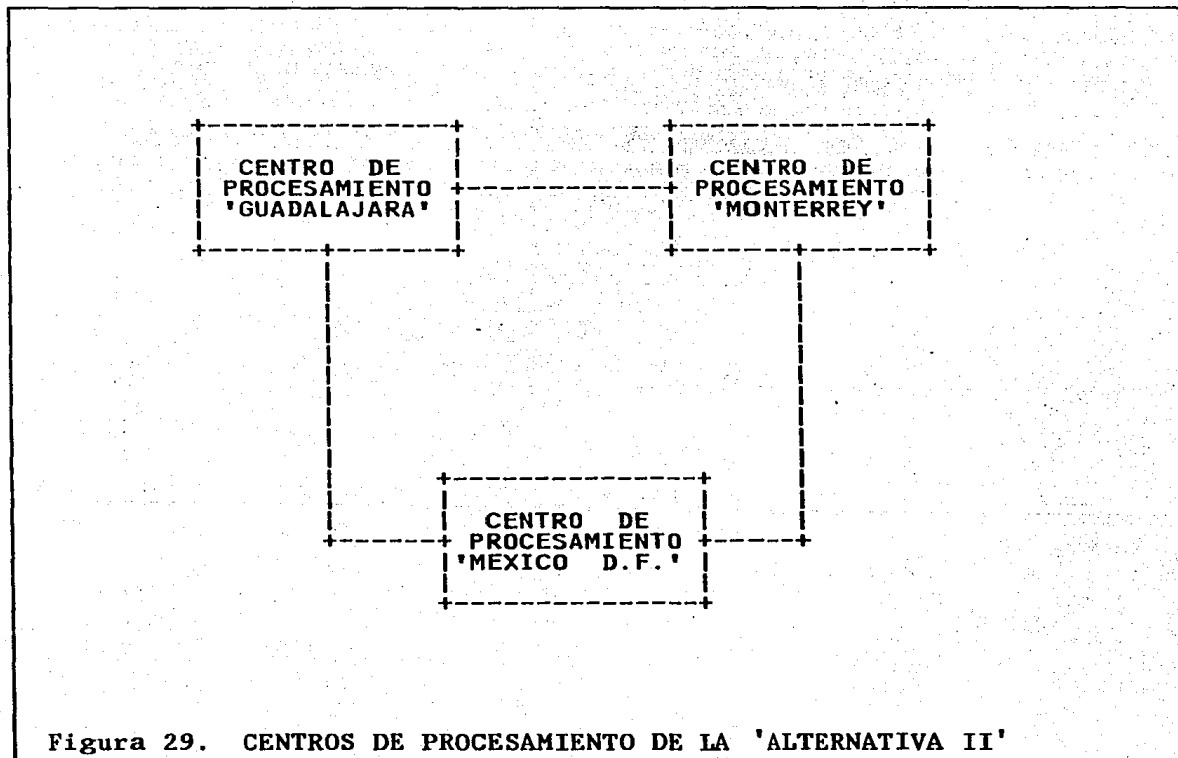 CENTRO DE
PROCESAMIENTO
'GUADALAJARA'
CENTRO DE
PROCESAMIENTO
'MONTERREY'
CENTRO DE
PROCESAMIENTO
'MEXICO D.F.'
Figura 29. CENTROS DE PROCESAMIENTO DE LA 'ALTERNATIVA II'